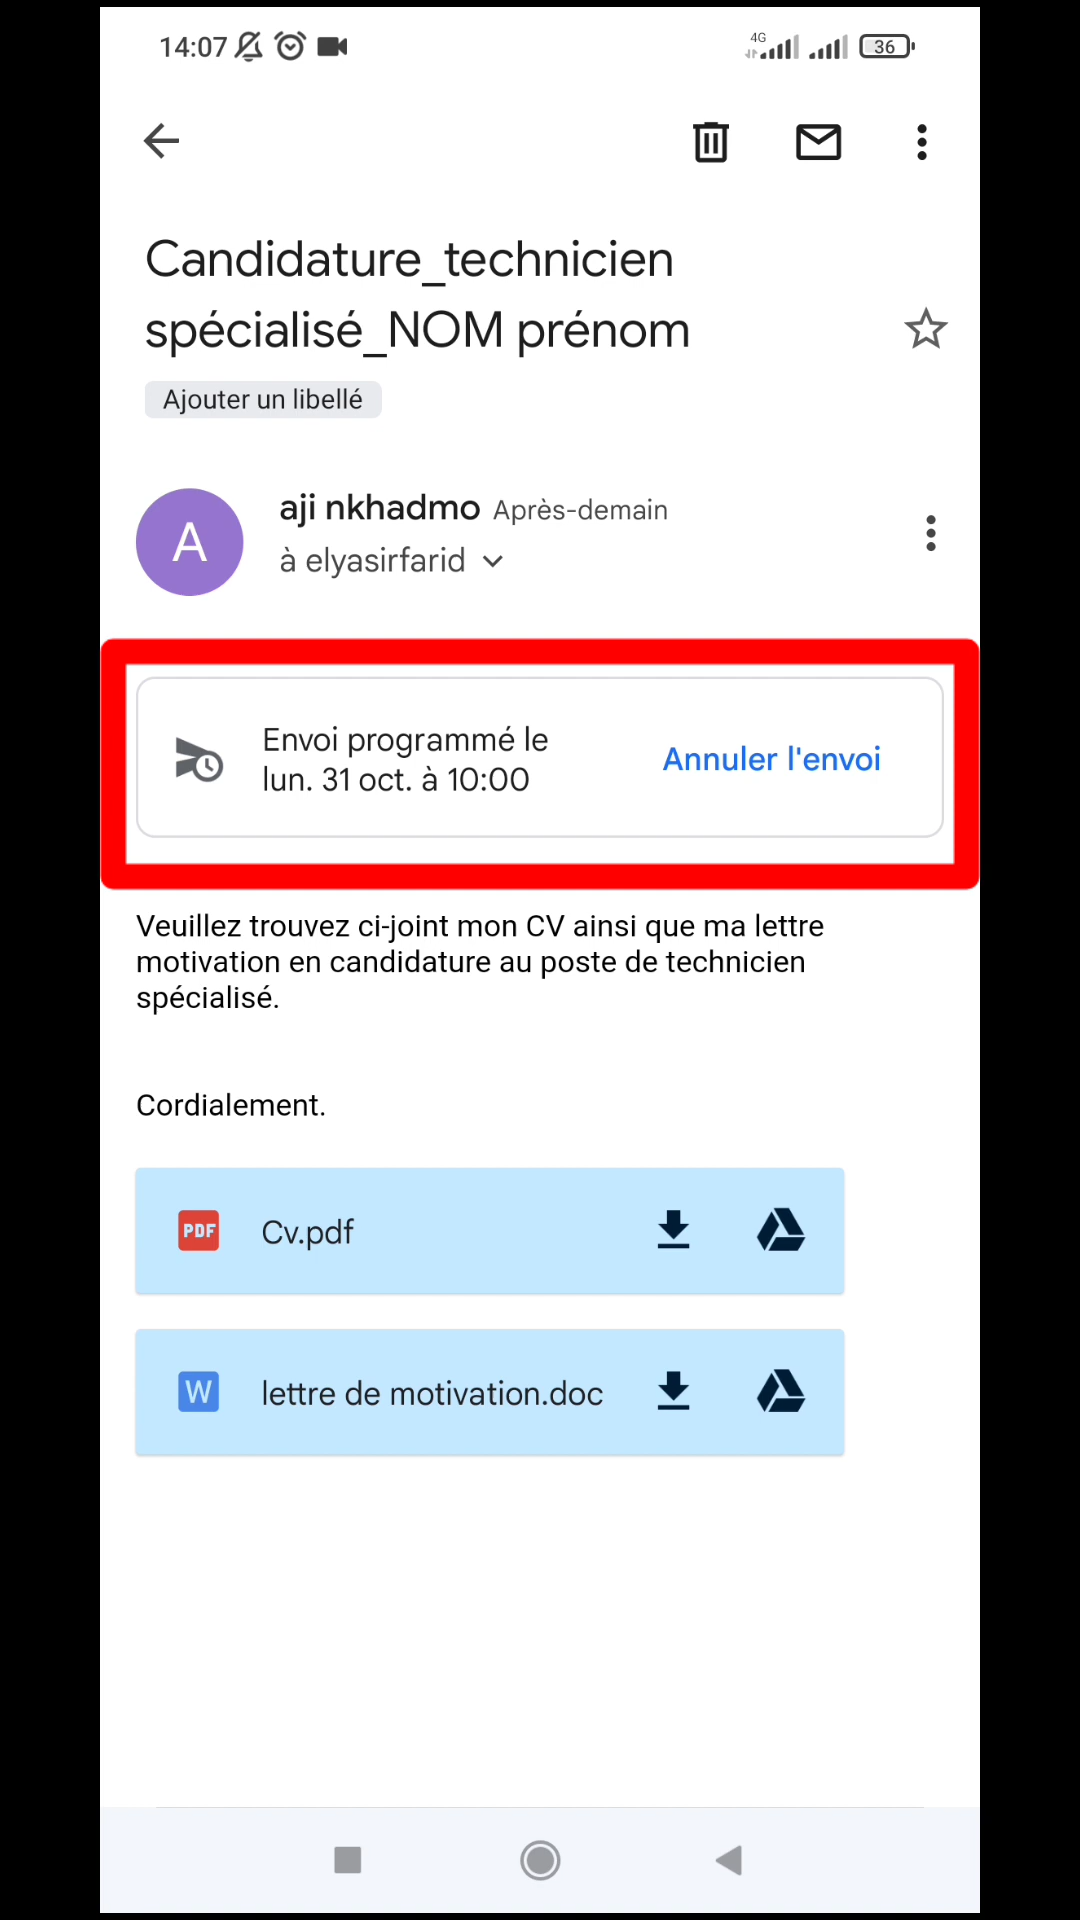 14:07
4G
36
Candidature_technicien
spécialisé_NOM prénom
Ajouter un libellé
A
aji nkhadmo Après-demain
à elyasirfarid
Envoi programmé le
lun. 31 oct. à 10:00
Annuler l'envoi
Veuillez trouvez ci-joint mon CV ainsi que ma lettre
motivation en candidature au poste de technicien
spécialisé.
Cordialement.
PDF Cv.pdf
W lettre de motivation.doc